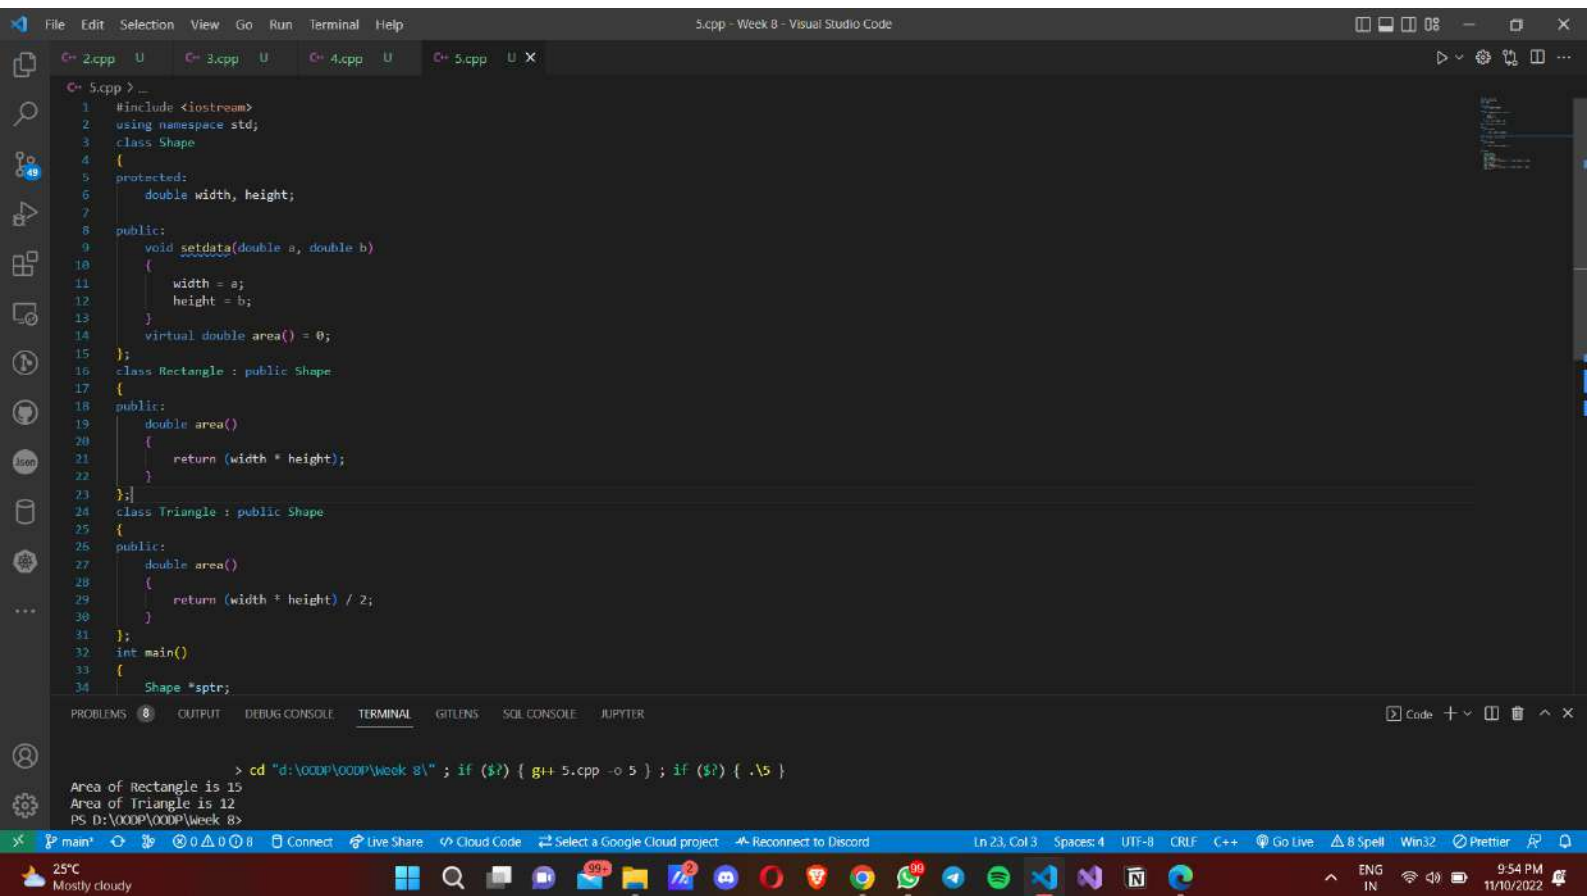 File Edit Selection View Go Run Terminal Help 5.cpp - Week 8 - Visual Studio Code
2.cpp U 3.cpp U 4.cpp U 5.cpp U
5.cpp > ...
1 #include <iostream>
2 using namespace std;
3 class Shape
4 {
5 protected:
6 double width, height;
7
8 public:
9 void setdata(double a, double b)
10 {
11 width = a;
12 height = b;
13 }
14 virtual double area() = 0;
15 };
16 class Rectangle : public Shape
17 {
18 public:
19 double area()
20 {
21 return (width * height);
22 }
23 };
24 class Triangle : public Shape
25 {
26 public:
27 double area()
28 {
29 return (width * height) / 2;
30 }
31 };
32 int main()
33 {
34 Shape *sptr;
49
Json
PROBLEMS 8 OUTPUT DEBUG CONSOLE TERMINAL GITLENS SQL CONSOLE JUPYTER Code
> cd "d:\OODP\OODP\Week 8\" ; if ($?) { g++ 5.cpp -o 5 } ; if ($?) { .\5 }
Area of Rectangle is 15
Area of Triangle is 12
PS D:\OODP\OODP\Week 8>
main* 0 0 8 Connect Live Share Cloud Code Select a Google Cloud project Reconnect to Discord Ln 23, Col 3 Spaces: 4 UTF-8 CRLF C++ Go Live 8 Spell Win32 Prettier
25°C
Mostly cloudy
99+ 2 99
ENG
IN
9:54 PM
11/10/2022